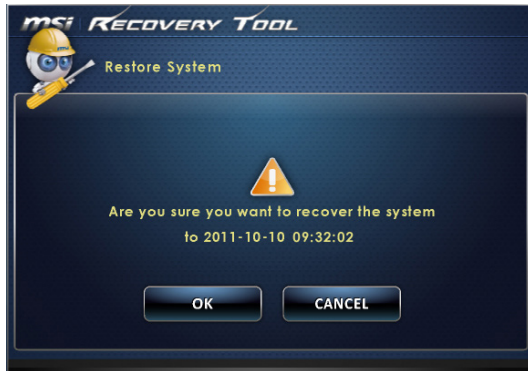 msi RECOVERY TOOL
Restore System
Are you sure you want to recover the system
to 2011-10-10 09:32:02
OK
CANCEL